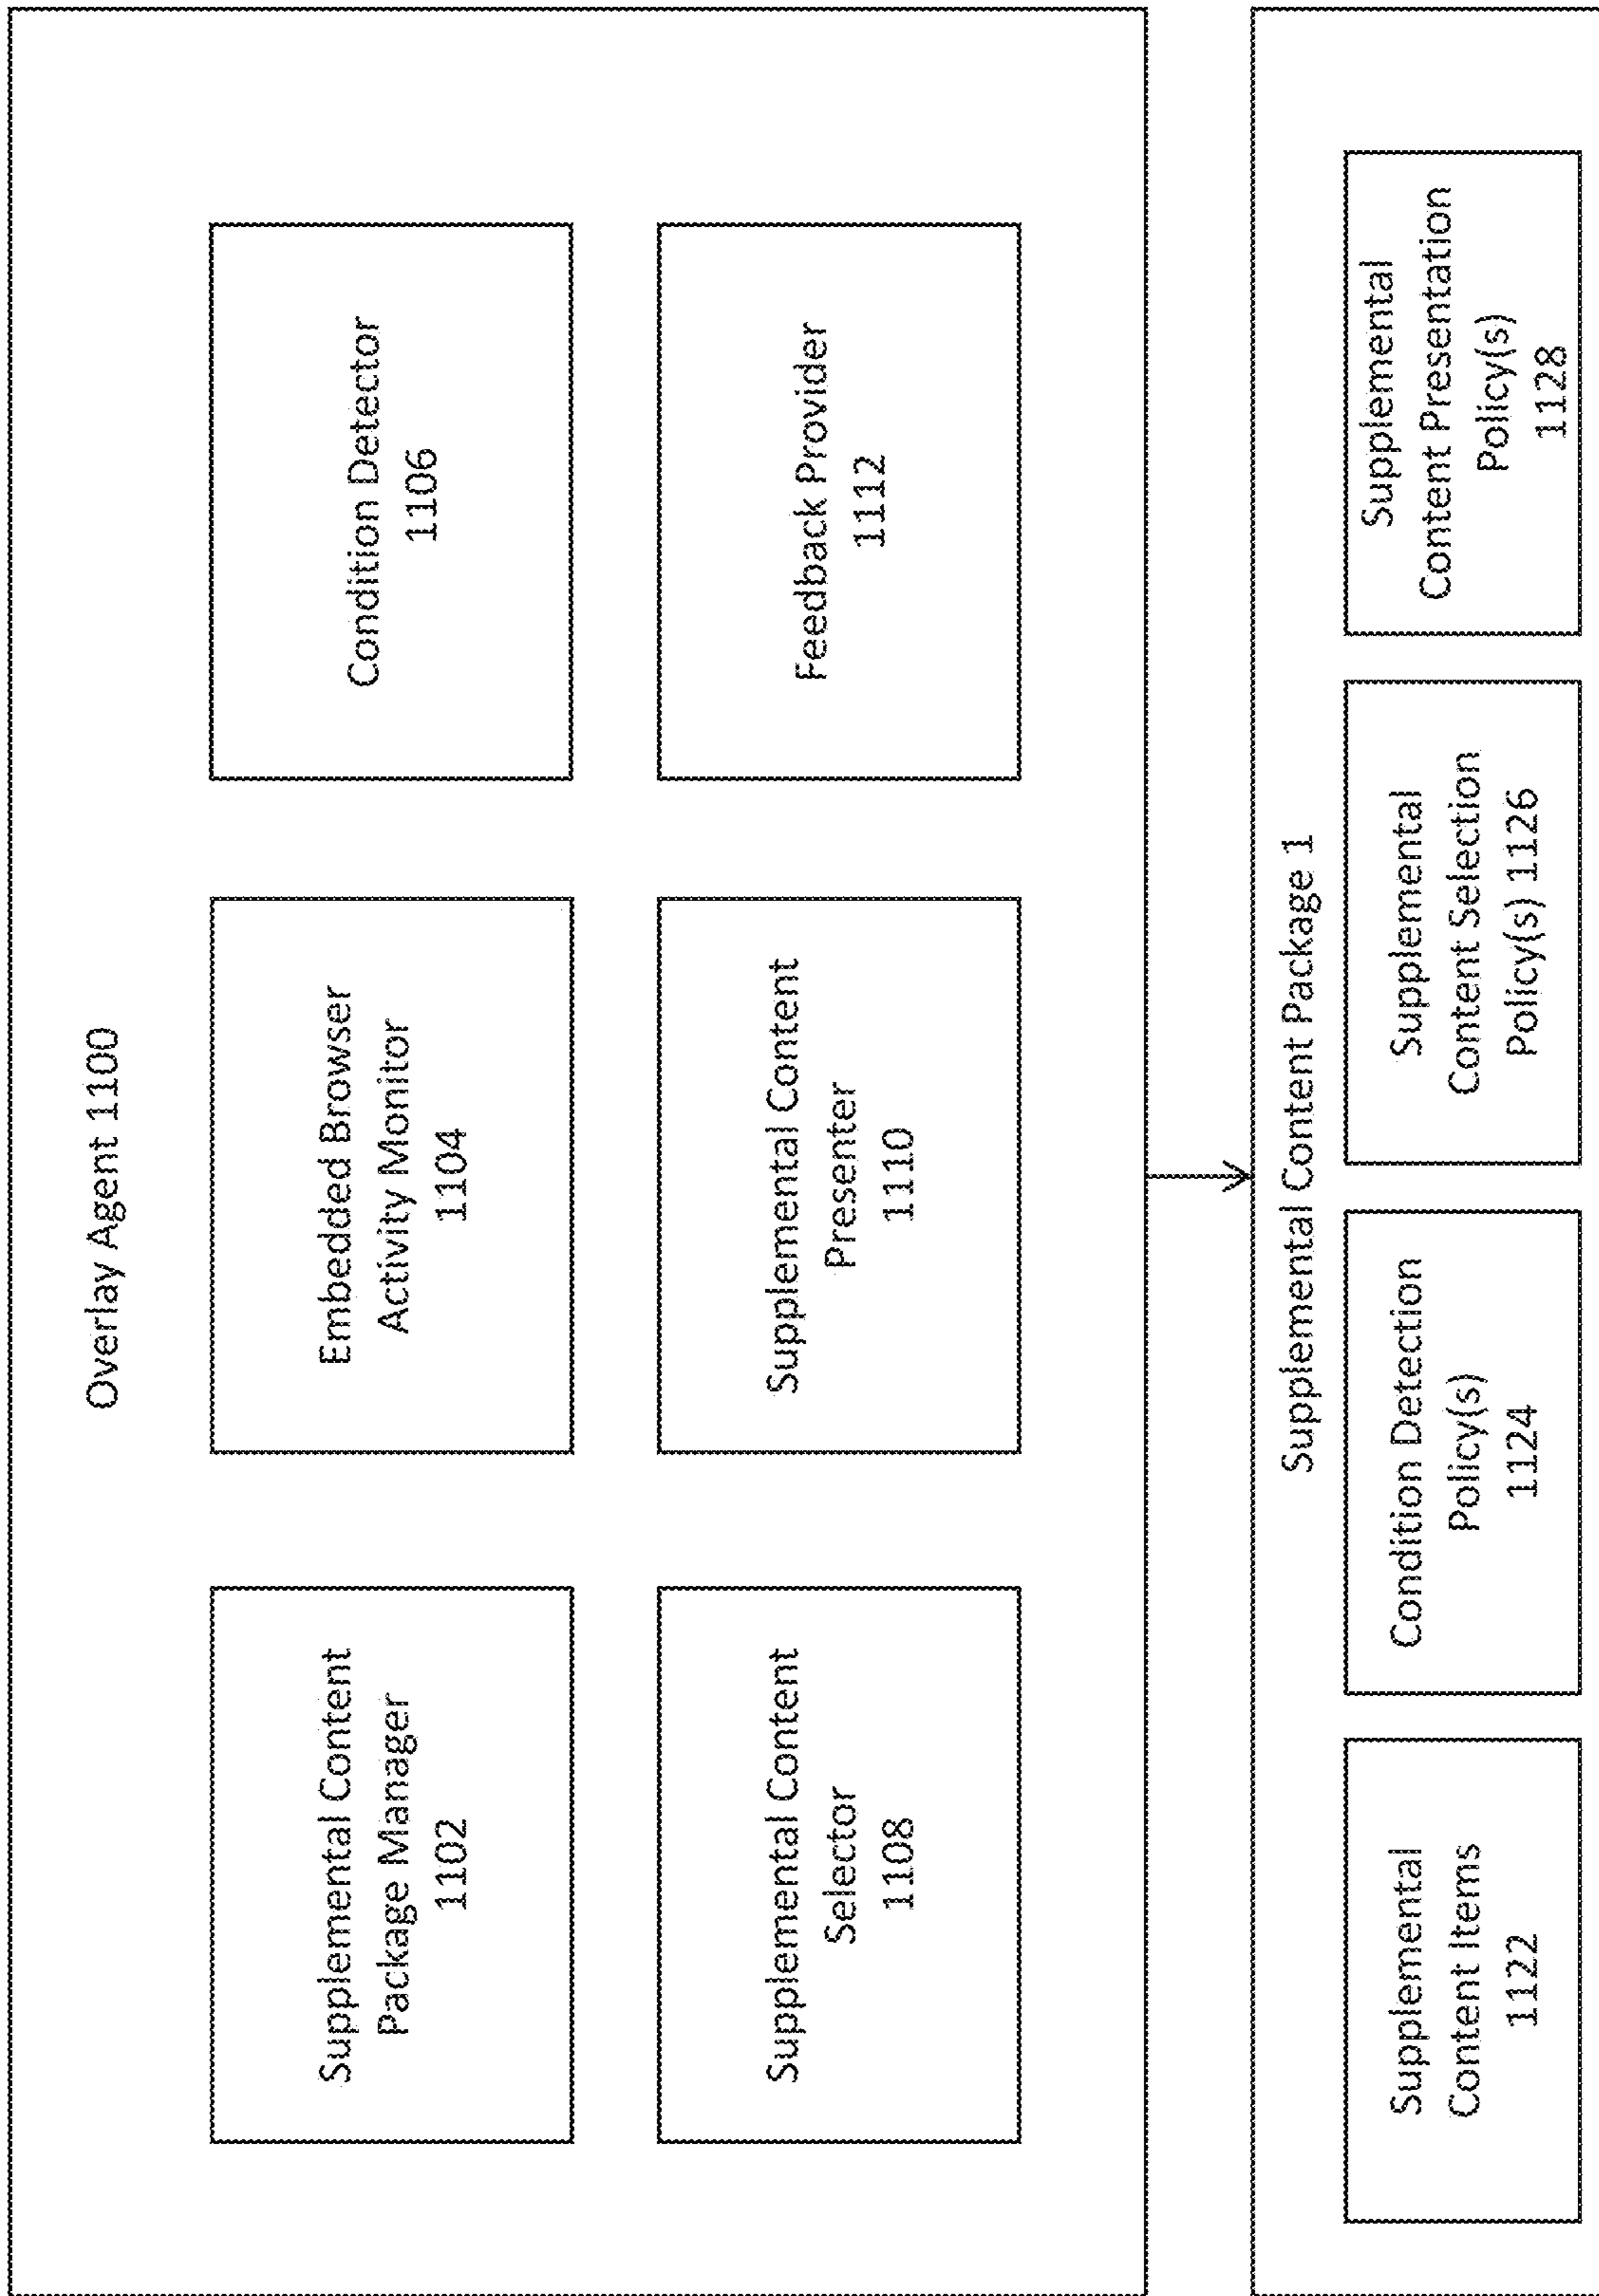 Overlay Agent 1100
Supplemental Content
Package Manager
1102
Embedded Browser
Activity Monitor
1104
Condition Detector
1106
Supplemental Content
Selector
1108
Supplemental Content
Presenter
1110
Feedback Provider
1112
Supplemental Content Package 1
Supplemental
Content Items
1122
Condition Detection
Policy(s)
1124
Supplemental
Content Selection
Policy(s) 1126
Supplemental
Content Presentation
Policy(s)
1128